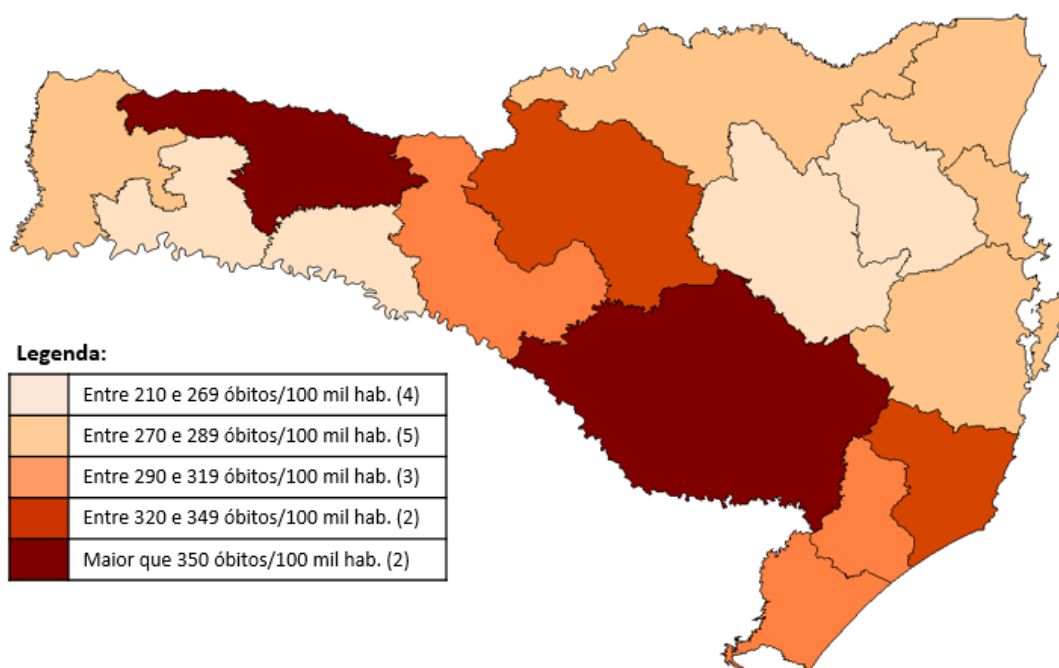 Legenda:
Entre 210 e 269 óbitos/100 mil hab. (4)
Entre 270 e 289 óbitos/100 mil hab. (5)
Entre 290 e 319 óbitos/100 mil hab. (3)
Entre 320 e 349 óbitos/100 mil hab. (2)
Maior que 350 óbitos/100 mil hab. (2)